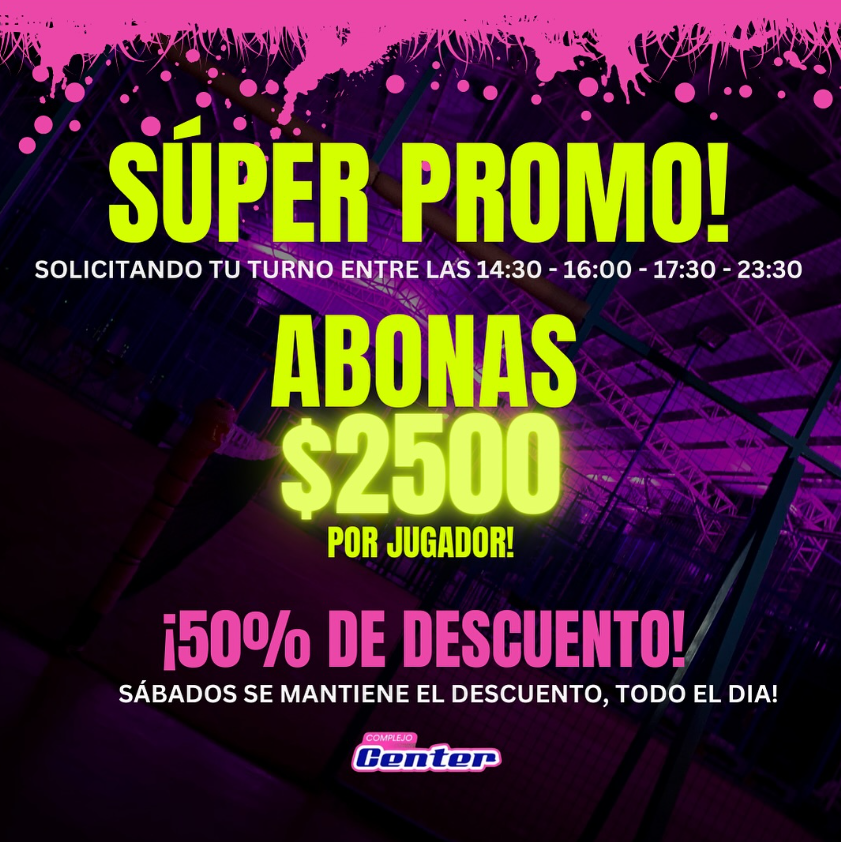 SÚPER PROMO!
SOLICITANDO TU TURNO ENTRE LAS 14:30 - 16:00 - 17:30 - 23:30
ABONAS
$2500
POR JUGADOR!
¡50% DE DESCUENTO!
SÁBADOS SE MANTIENE EL DESCUENTO, TODO EL DIA!
COMPLEJO
Center